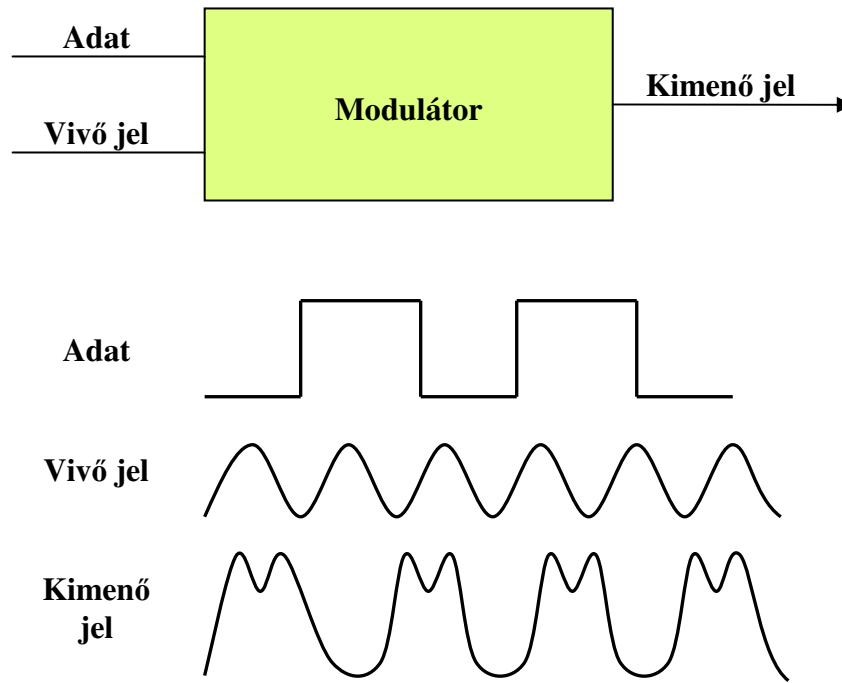 Adat
Vivő jel
Modulátor
Kimenő jel
Adat
Vivő jel
Kimenő
jel